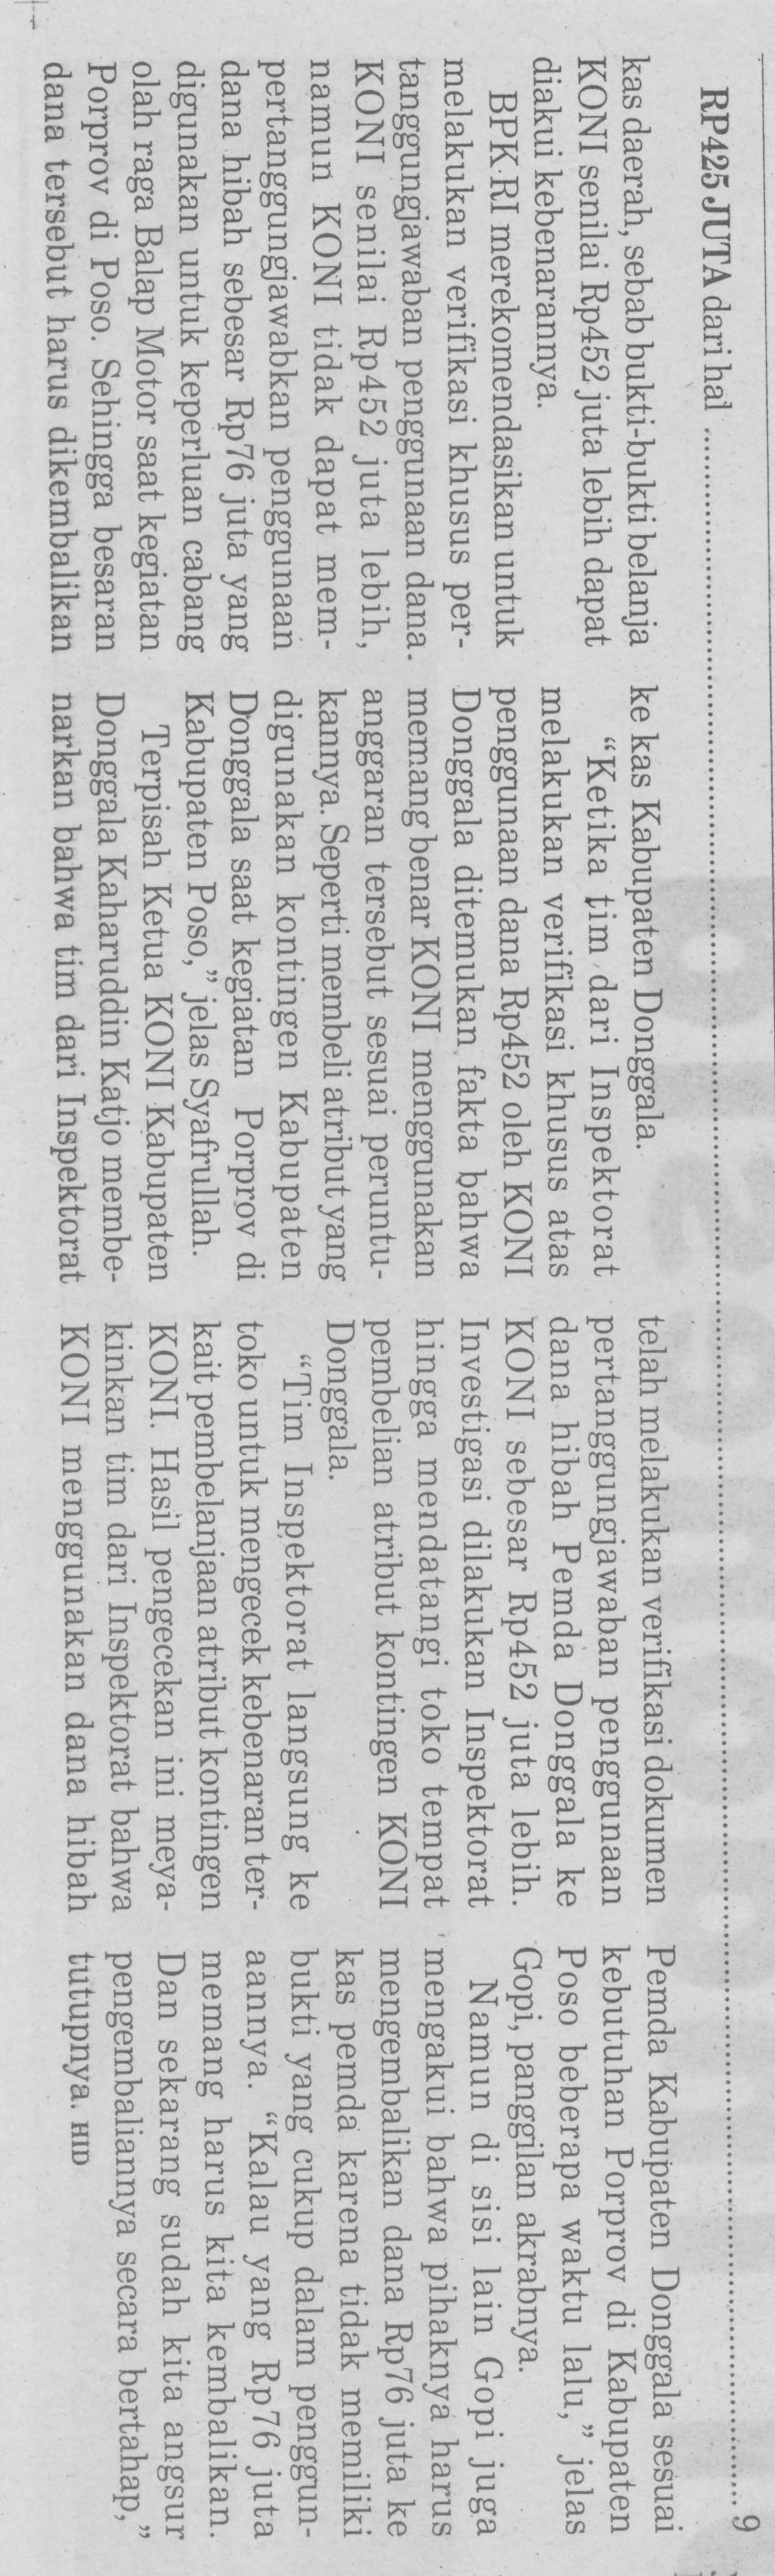 RP425 JUTA dari hal ........................................ 9
kas daerah, sebab bukti-bukti belanja
KONI senilai Rp452 juta lebih dapat
diakui kebenarannya.
BPK RI merekomendasikan untuk
melakukan verifikasi khusus per-
tanggungjawaban penggunaan dana.
KONI senilai Rp452 juta lebih,
namun KONI tidak dapat mem-
pertanggungjawabkan penggunaan
dana hibah sebesar Rp76 juta yang
digunakan untuk keperluan cabang
olah raga Balap Motor saat kegiatan
Porprov di Poso. Sehingga besaran
dana tersebut harus dikembalikan
ke kas Kabupaten Donggala.
“Ketika tim dari Inspektorat
melakukan verifikasi khusus atas
penggunaan dana Rp452 oleh KONI
Donggala ditemukan fakta bahwa
memang benar KONI menggunakan
anggaran tersebut sesuai peruntu-
kannya. Seperti membeli atribut yang
digunakan kontingen Kabupaten
Donggala saat kegiatan Porprov di
Kabupaten Poso,” jelas Syafrullah.
Terpisah Ketua KONI Kabupaten
Donggala Kaharuddin Katjo membe-
narkan bahwa tim dari Inspektorat
telah melakukan verifikasi dokumen
pertanggungjawaban penggunaan
dana hibah Pemda Donggala ke
KONI sebesar Rp452 juta lebih.
Investigasi dilakukan Inspektorat
hingga mendatangi toko tempat
pembelian atribut kontingen KONI
Donggala.
“Tim Inspektorat langsung ke
toko untuk mengecek kebenaran ter-
kait pembelanjaan atribut kontingen
KONI. Hasil pengecekan ini meya-
kinkan tim dari Inspektorat bahwa
KONI menggunakan dana hibah
Pemda Kabupaten Donggala sesuai
kebutuhan Porprov di Kabupaten
Poso beberapa waktu lalu,” jelas
Gopi, panggilan akrabnya.
Namun di sisi lain Gopi juga
mengakui bahwa pihaknya harus
mengembalikan dana Rp76 juta ke
kas pemda karena tidak memiliki
bukti yang cukup dalam penggun-
aannya. “Kalau yang Rp76 juta
memang harus kita kembalikan.
Dan sekarang sudah kita angsur
pengembaliannya secara bertahap,”
tutupnya. HID